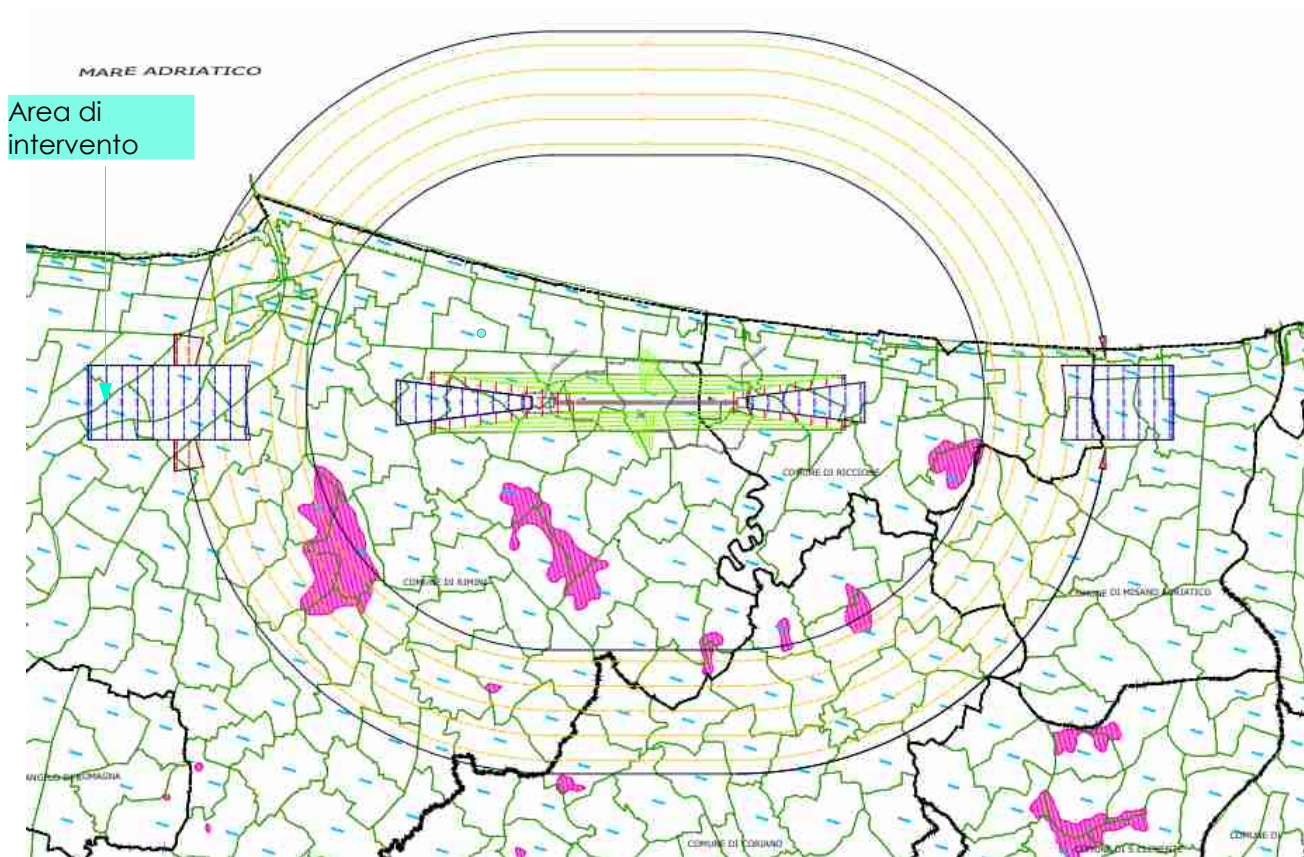 MARE ADRIATICO
Area di
intervento
COMUNE DI RICCIONE
COMUNE DI RIMINI
COMUNE DI MISANO ADRIATICO
ANGELO DI ROMAGNA
COMUNE DI CORIANO
COMUNE DI
COMUNE DI S.CLEMENTE